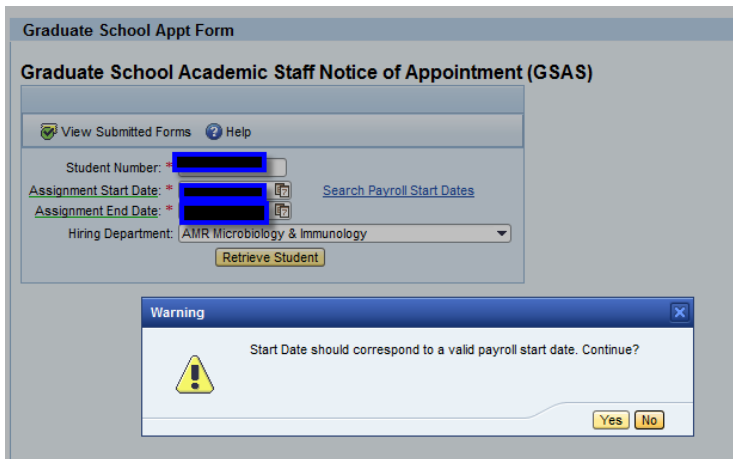 Graduate School Appt Form
Graduate School Academic Staff Notice of Appointment (GSAS)
View Submitted Forms Help
Student Number: *
Assignment Start Date: * Search Payroll Start Dates
Assignment End Date: *
Hiring Department: AMR Microbiology & Immunology
Retrieve Student
Warning
Start Date should correspond to a valid payroll start date. Continue?
Yes No